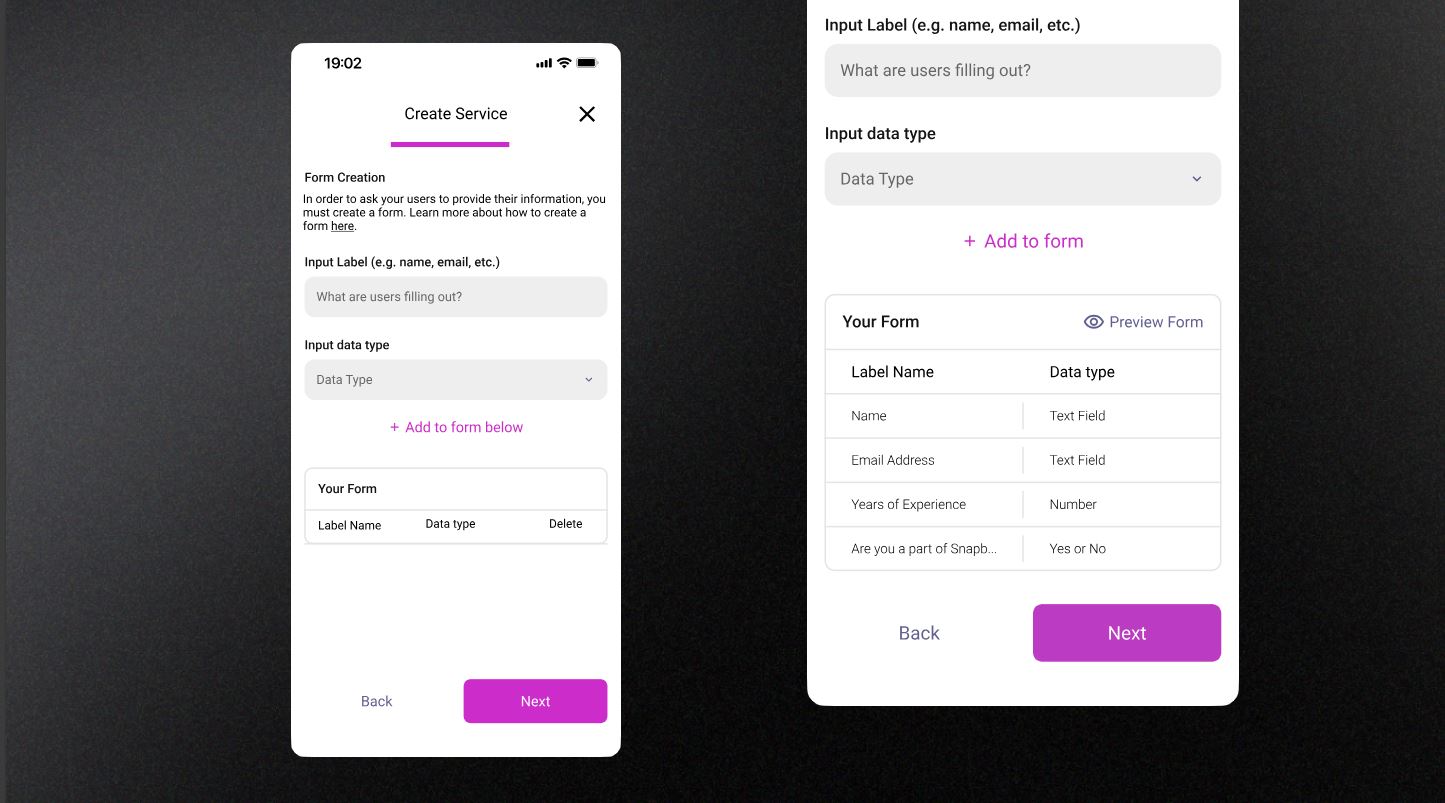 19:02
Create Service
Form Creation
In order to ask your users to provide their information, you
must create a form. Learn more about how to create a
form here.
Input Label (e.g. name, email, etc.)
What are users filling out?
Input data type
Data Type
+ Add to form below
Your Form
Label Name Data type Delete
Back Next
Input Label (e.g. name, email, etc.)
What are users filling out?
Input data type
Data Type
+ Add to form
Your Form Preview Form
Label Name Data type
Name Text Field
Email Address Text Field
Years of Experience Number
Are you a part of Snapb... Yes or No
Back Next